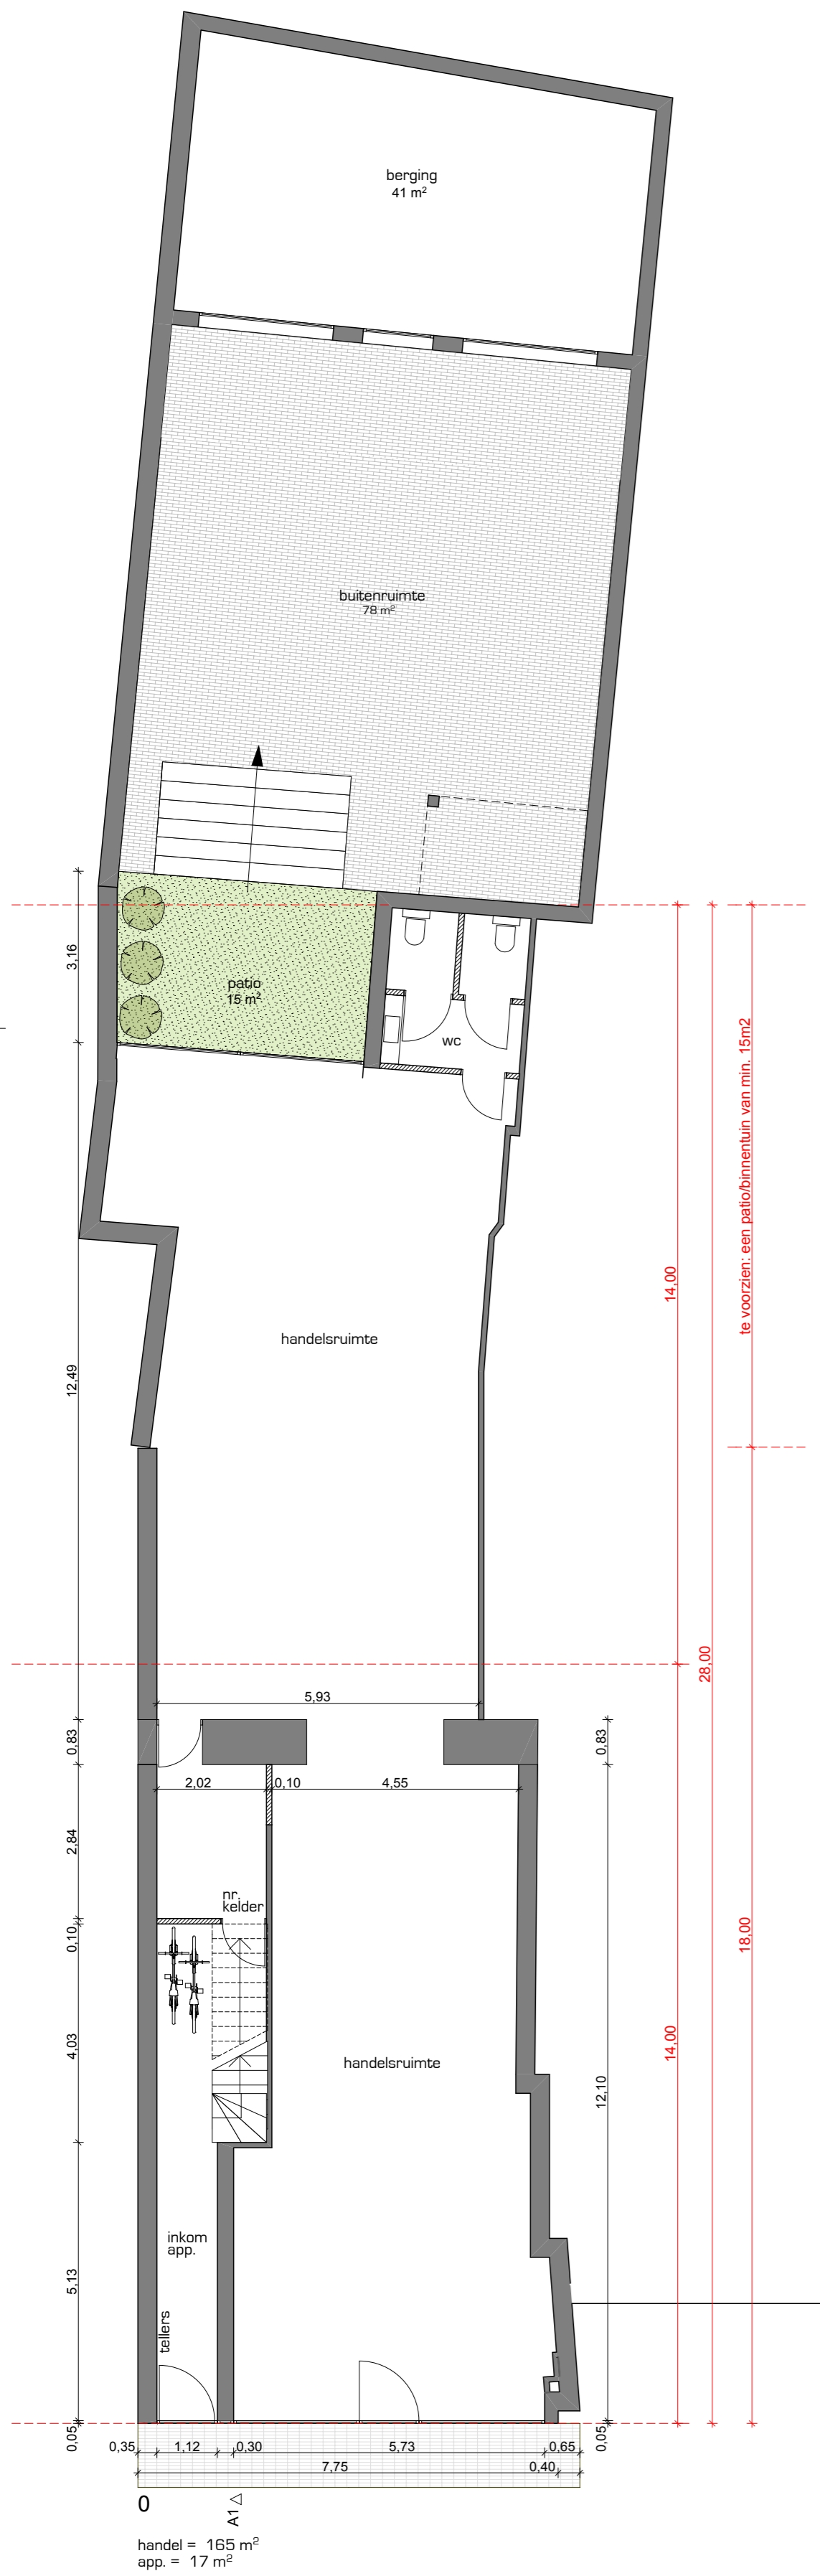 berging
41 m²
buitenruimte
78 m²
3,16
patio
15 m²
wc
te voorzien: een patio/binnentuin van min. 15m2
14,00
handelsruimte
12,49
28,00
5,93
0,83
0,83
2,02
0,10
4,55
2,84
nr.
kelder
0,10
18,00
4,03
handelsruimte
14,00
12,10
inkom
app.
5,13
tellers
0,05
0,35
1,12
0,30
5,73
0,65
0,05
7,75
0,40
0
A1
handel = 165 m²
app. = 17 m²